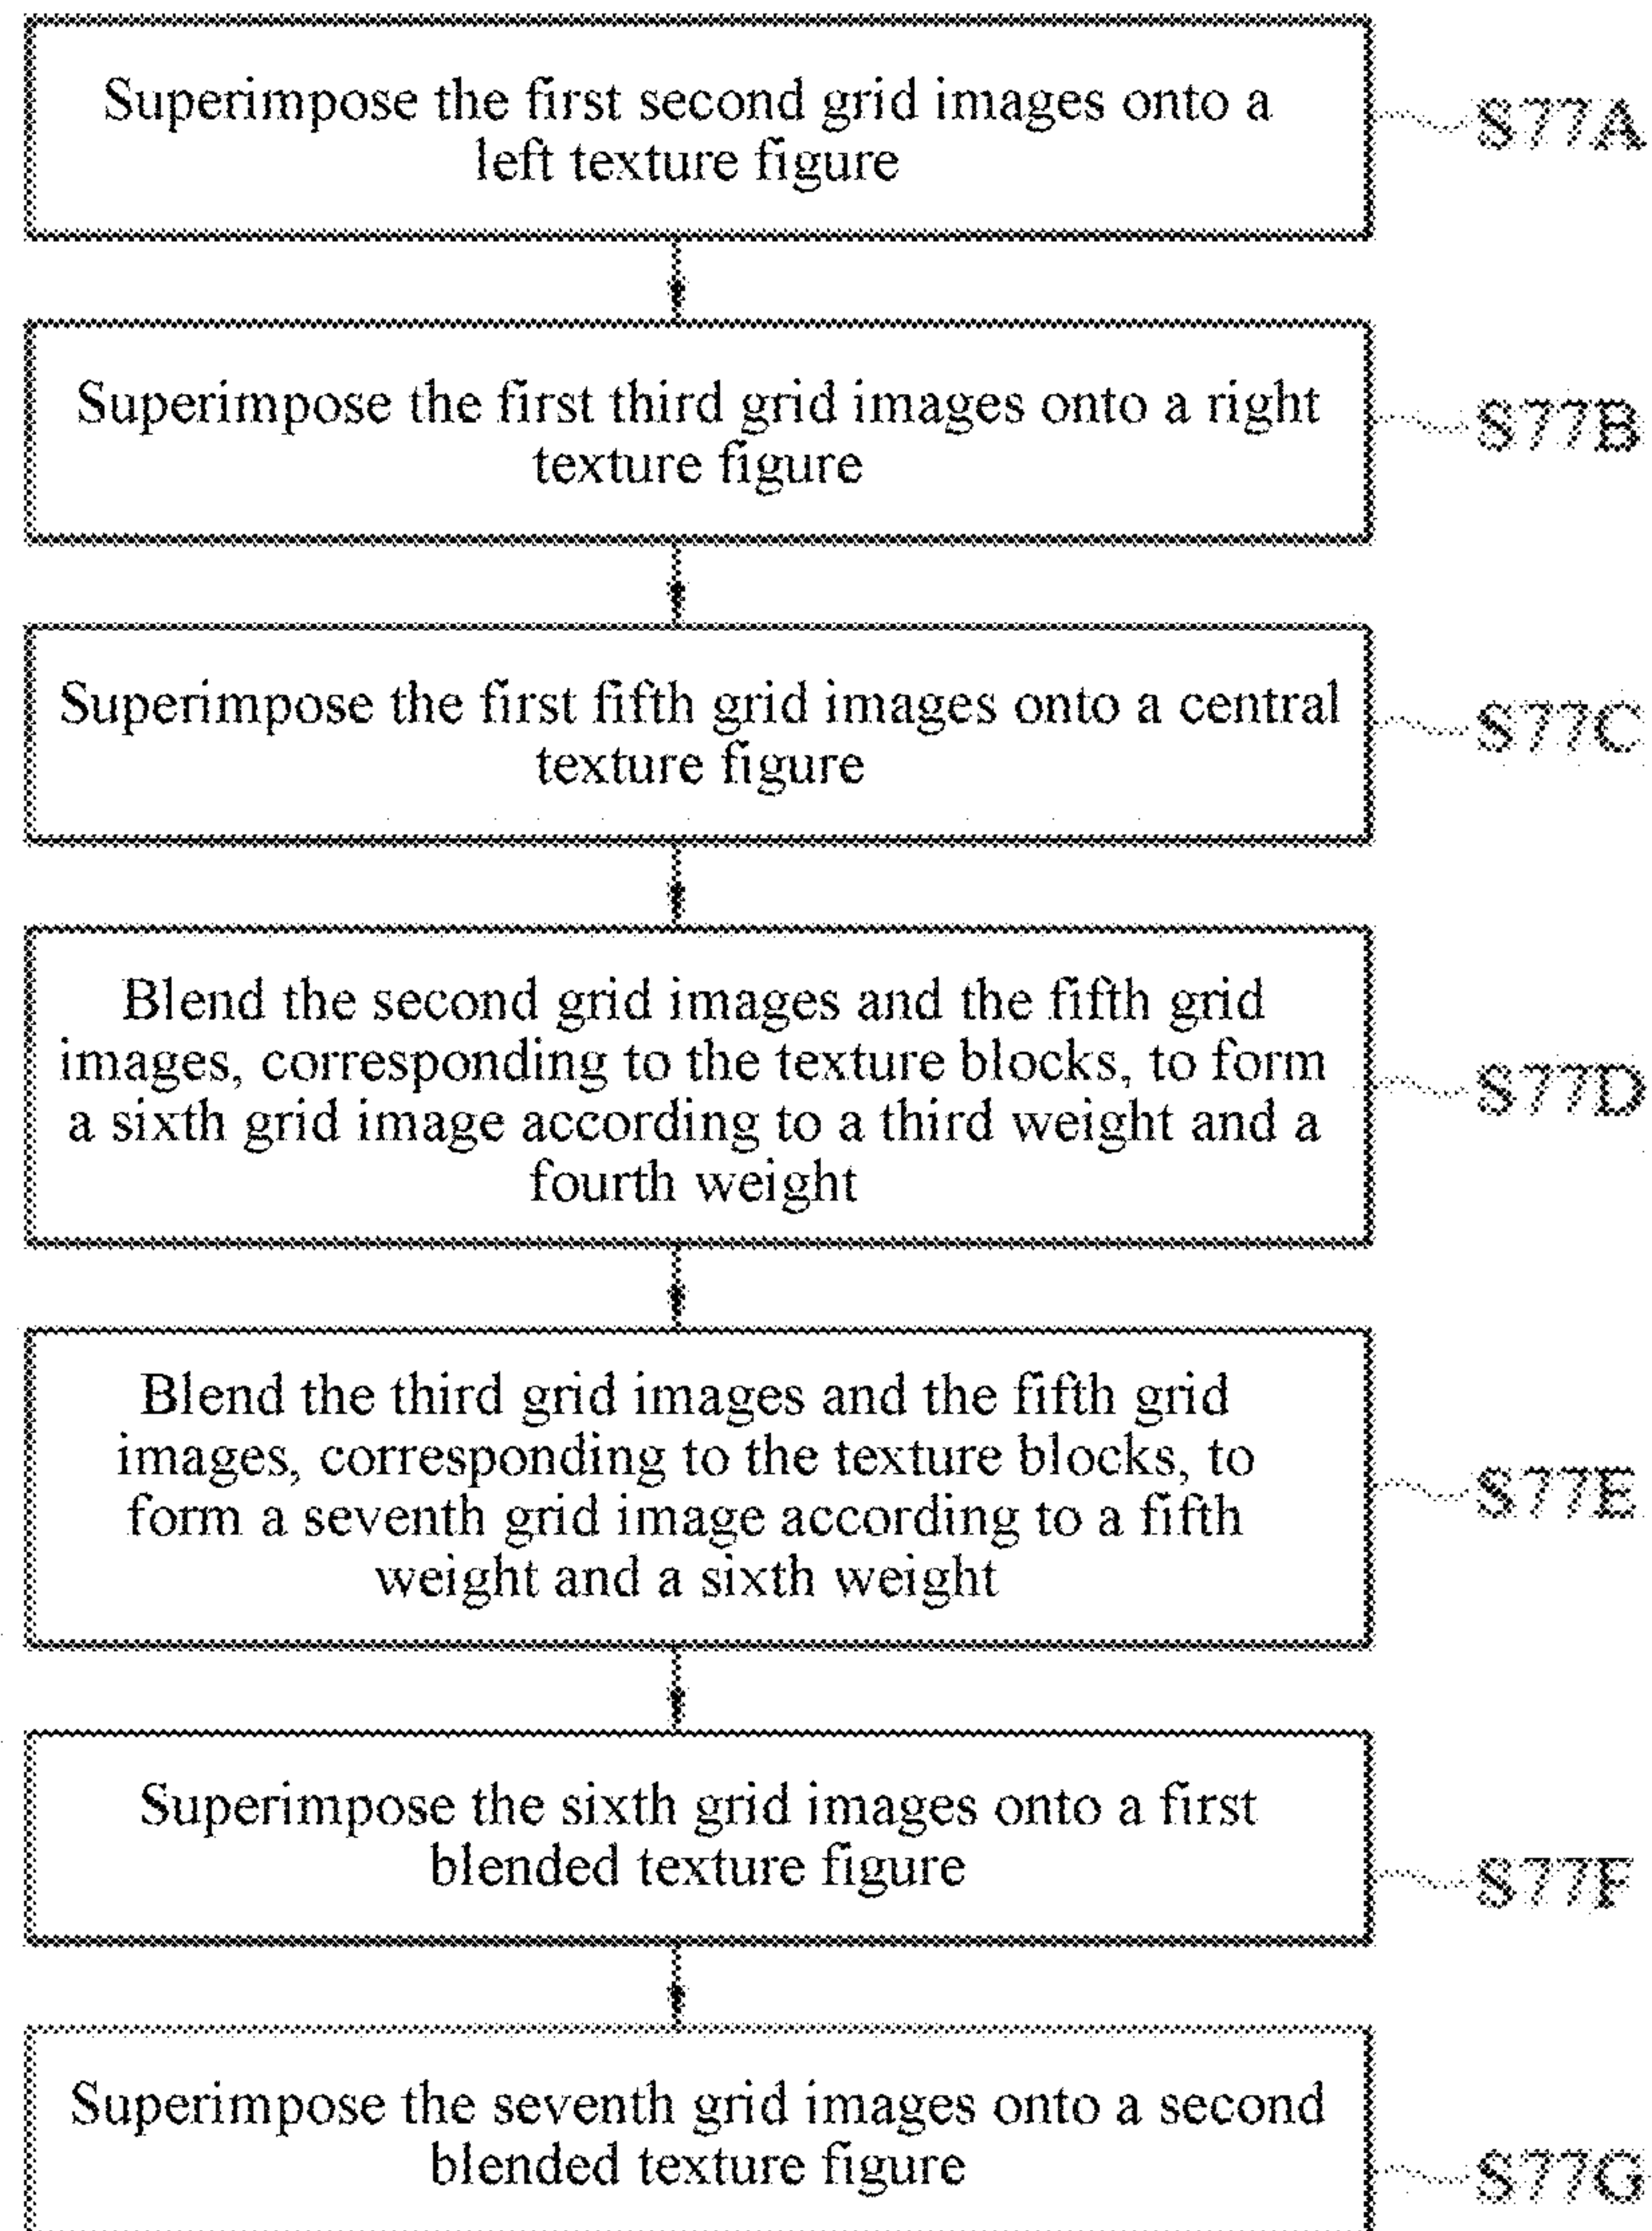 Superimpose the first second grid images onto a
left texture figure
S77A
Superimpose the first third grid images onto a right
texture figure
S77B
Superimpose the first fifth grid images onto a central
texture figure
S77C
Blend the second grid images and the fifth grid
images, corresponding to the texture blocks, to form
a sixth grid image according to a third weight and a
fourth weight
S77D
Blend the third grid images and the fifth grid
images, corresponding to the texture blocks, to
form a seventh grid image according to a fifth
weight and a sixth weight
S77E
Superimpose the sixth grid images onto a first
blended texture figure
S77F
Superimpose the seventh grid images onto a second
blended texture figure
S77G